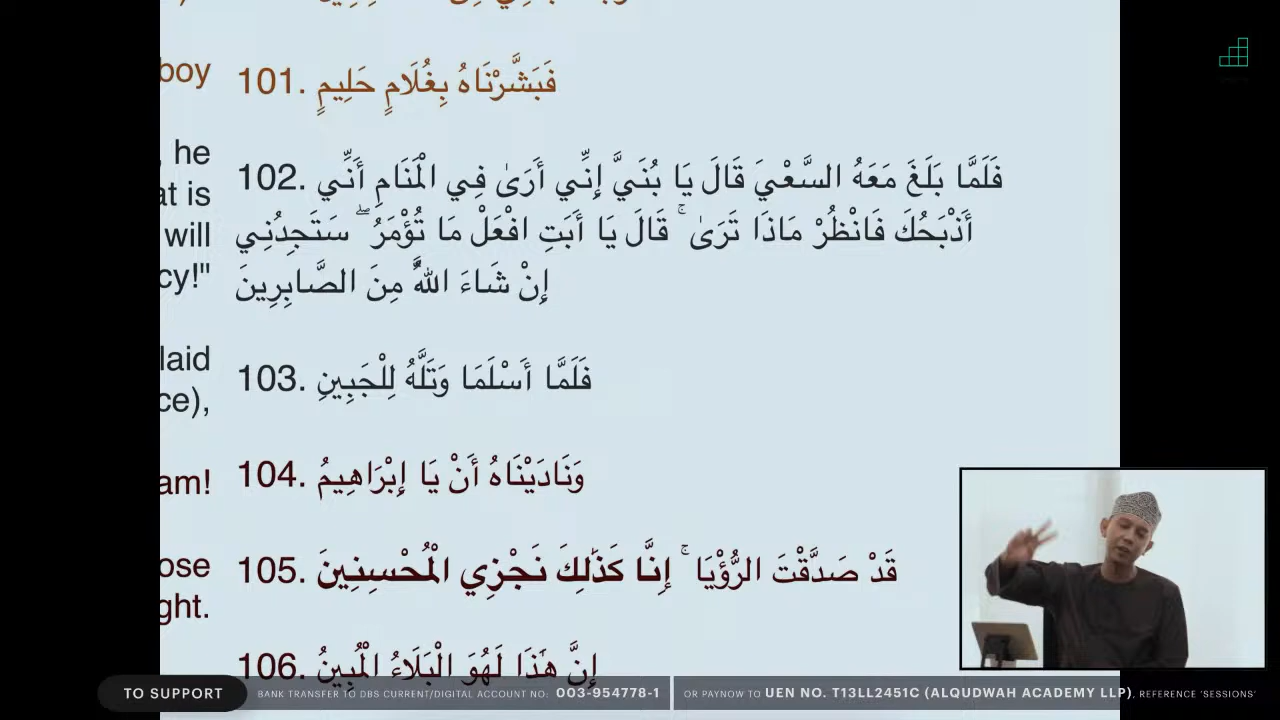 boy
101. فَبَشَّرْنَاهُ بِغُلَامٍ حَلِيمٍ
, he
at is
will
cy!"
102. فَلَمَّا بَلَغَ مَعَهُ السَّعْيَ قَالَ يَا بُنَيَّ إِنِّي أَرَىٰ فِي الْمَنَامِ أَنِّي
أَذْبَحُكَ فَانْظُرْ مَاذَا تَرَىٰ ۚ قَالَ يَا أَبَتِ افْعَلْ مَا تُؤْمَرُ ۖ سَتَجِدُنِي
إِنْ شَاءَ اللَّهُ مِنَ الصَّابِرِينَ
laid
ce),
103. فَلَمَّا أَسْلَمَا وَتَلَّهُ لِلْجَبِينِ
am!
104. وَنَادَيْنَاهُ أَنْ يَا إِبْرَاهِيمُ
ose
ght.
105. قَدْ صَدَّقْتَ الرُّؤْيَا ۚ إِنَّا كَذَٰلِكَ نَجْزِي الْمُحْسِنِينَ
106. إِنَّ هَٰذَا لَهُوَ الْبَلَاءُ الْمُبِينُ
TO SUPPORT
BANK TRANSFER TO DBS CURRENT/DIGITAL ACCOUNT NO: 003-954778-1
OR PAYNOW TO UEN NO. T13LL2451C (ALQUDWAH ACADEMY LLP), REFERENCE 'SESSIONS'